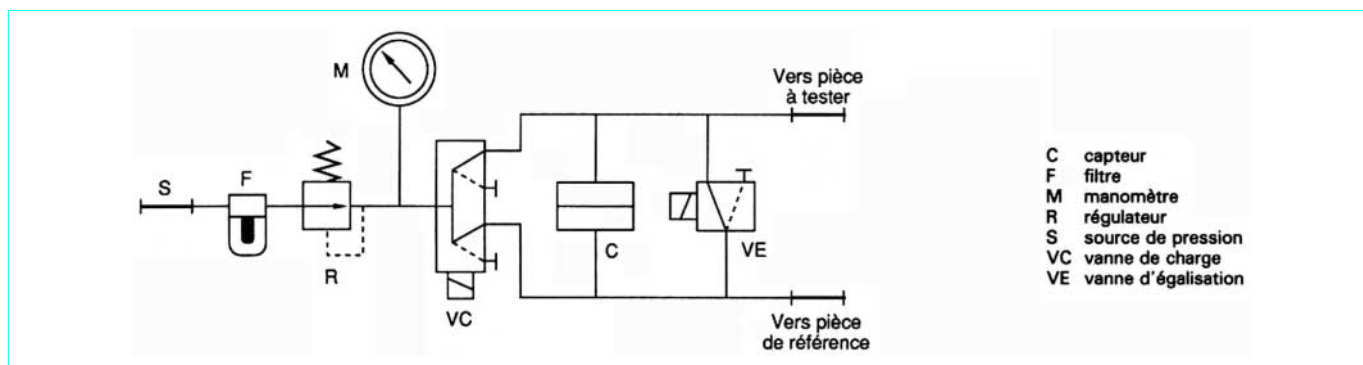 M
Vers pièce
à tester
S
F
R
VC
C
VE
Vers pièce
de référence
C capteur
F filtre
M manomètre
R régulateur
S source de pression
VC vanne de charge
VE vanne d'égalisation